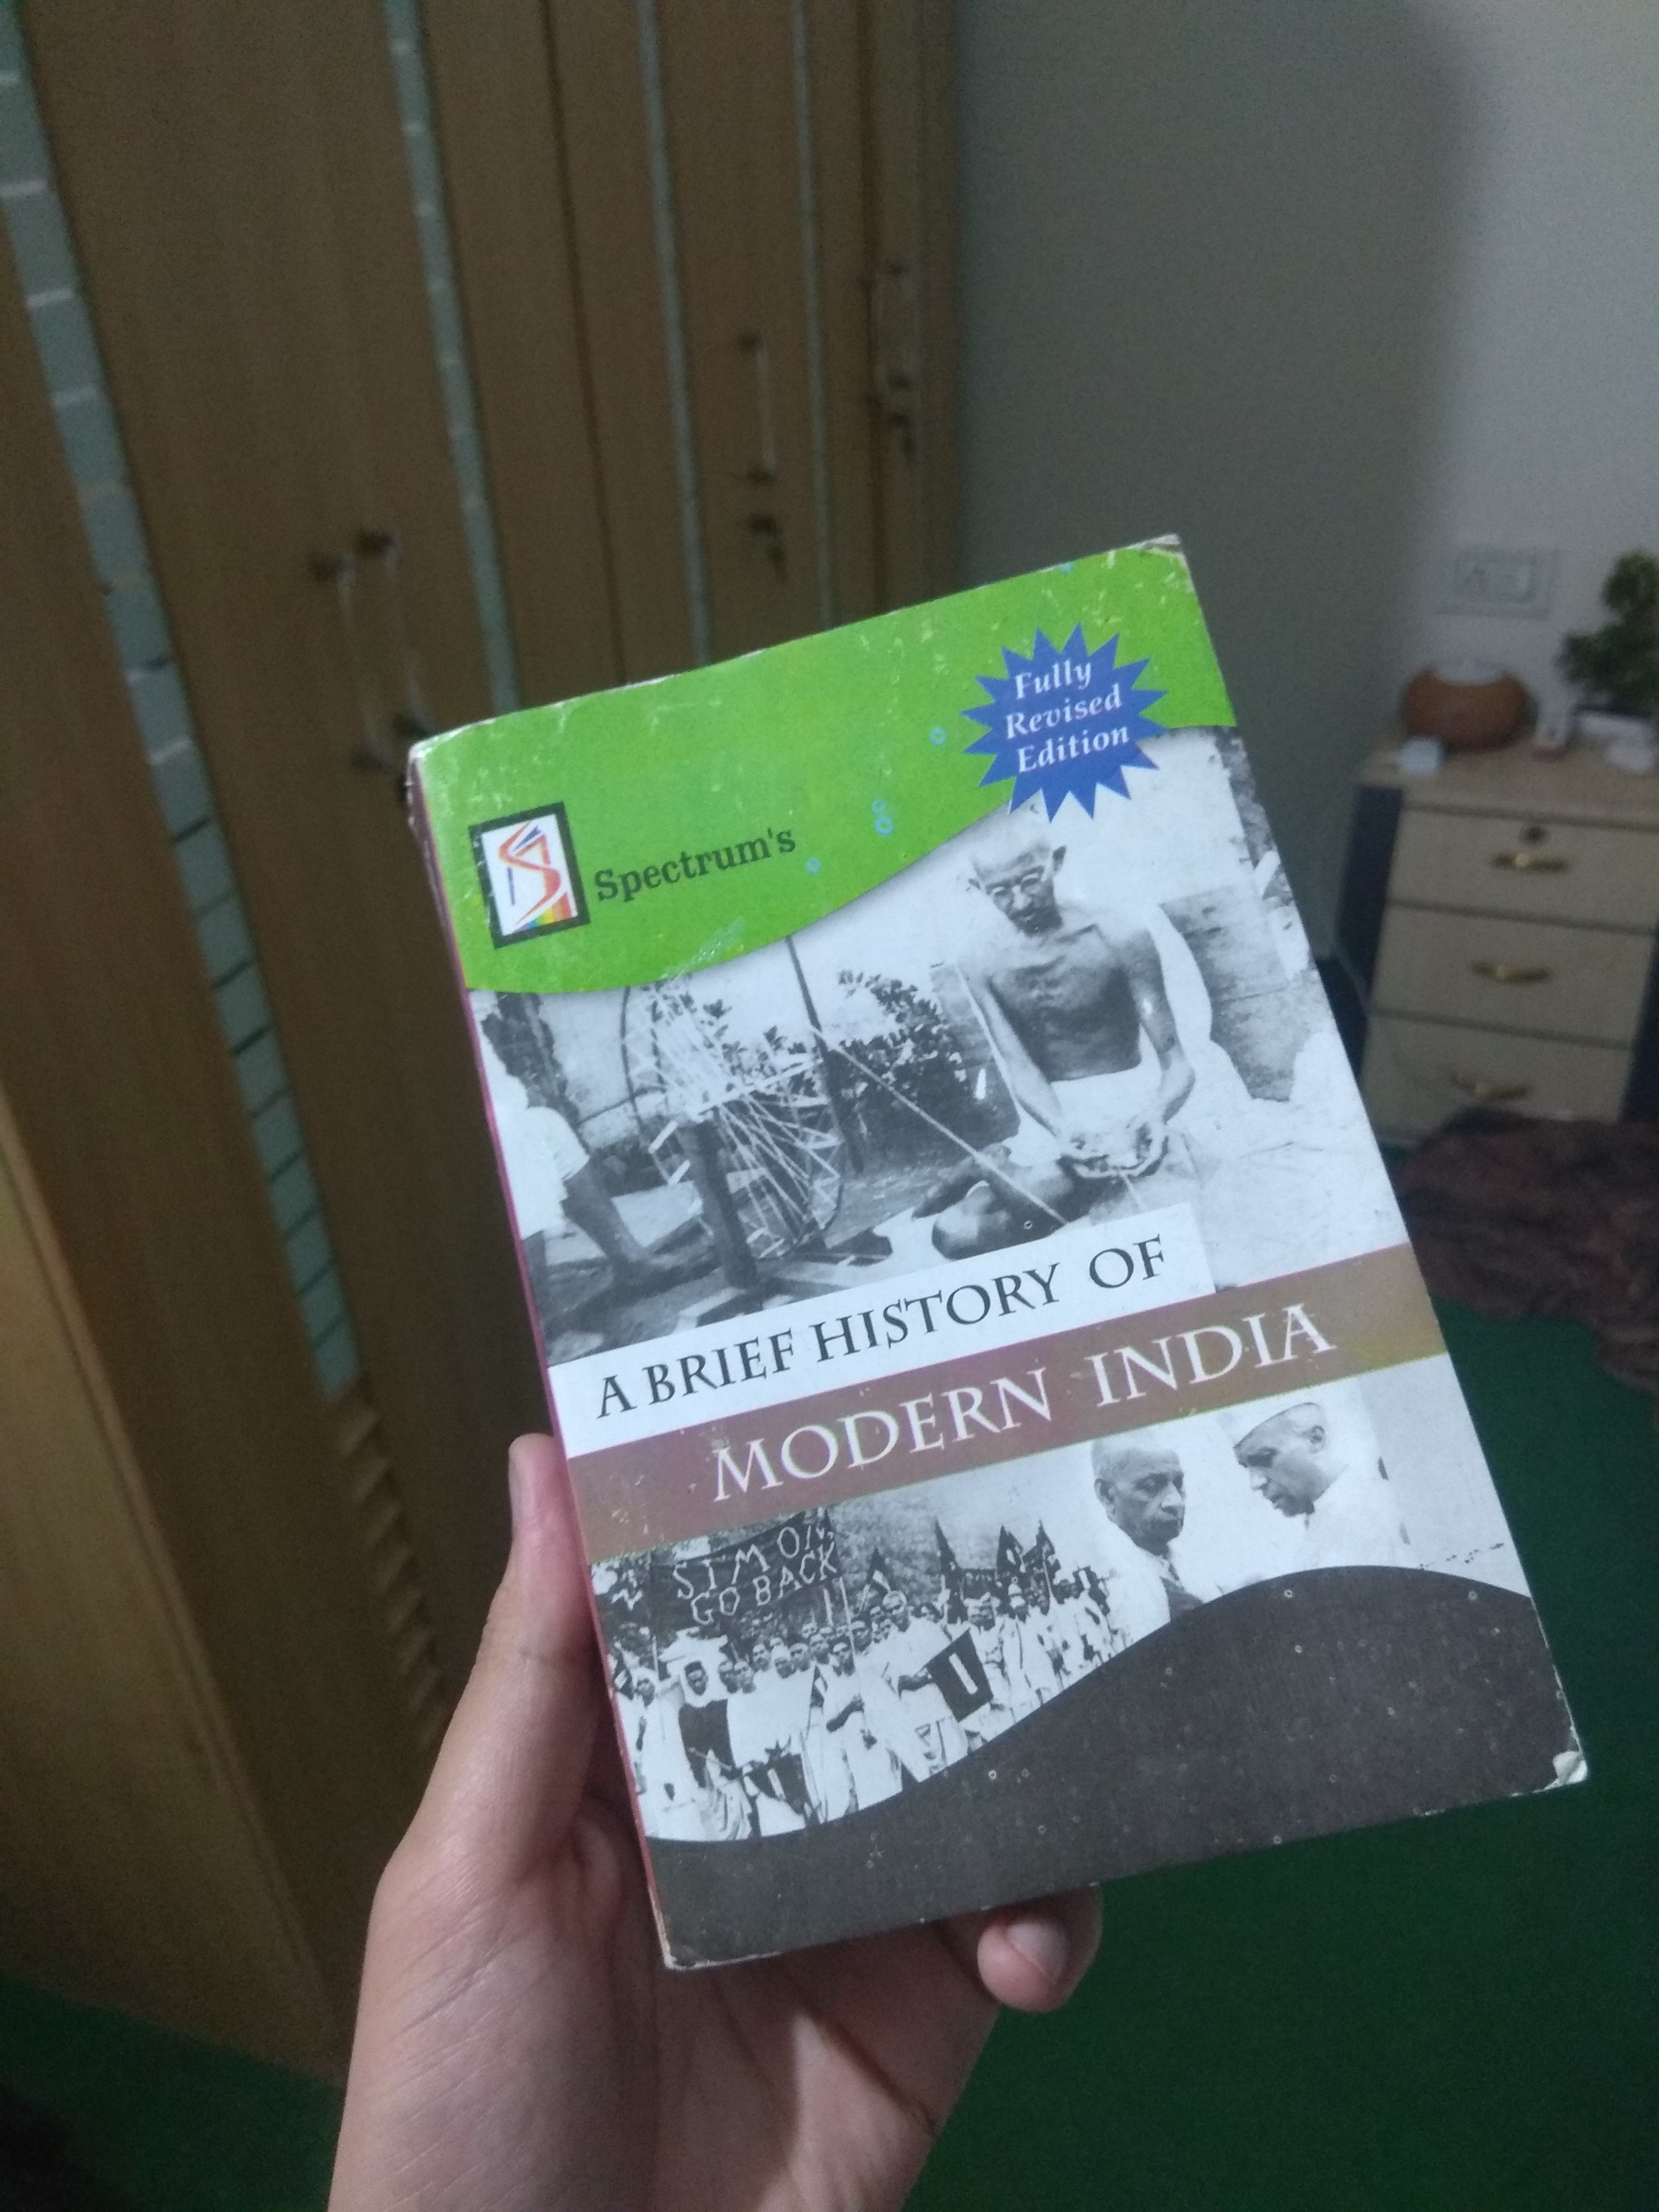 Fully
Revised
Edition
Spectrum's
A BRIEF HISTORY OF
MODERN INDIA
SIMON,
GO BACK